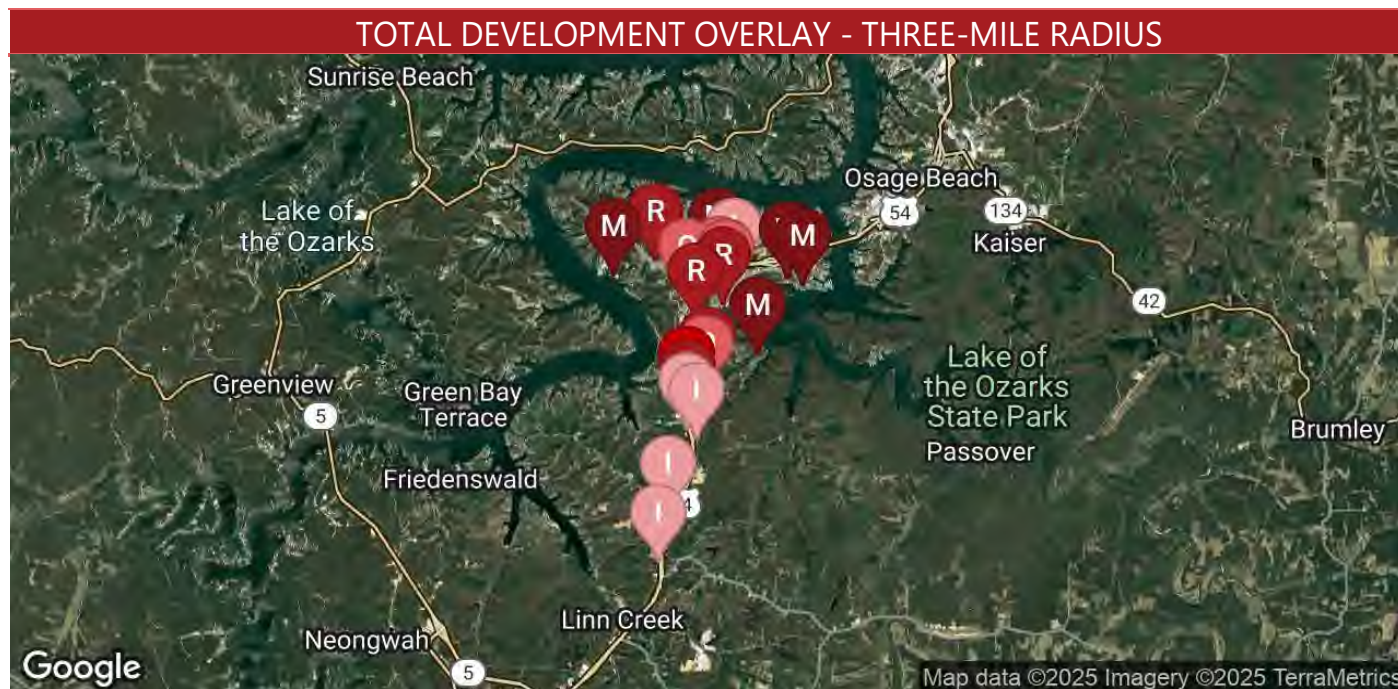 TOTAL DEVELOPMENT OVERLAY - THREE-MILE RADIUS
Sunrise Beach
Osage Beach
54
134
Lake of
the Ozarks
Kaiser
M
R
M
R
R
M
42
Lake of
the Ozarks
State Park
Greenview
Green Bay
Terrace
5
I
Brumley
Passover
Friedenswald
I
I
4
Linn Creek
Neongwah
5
Google
Map data ©2025 Imagery ©2025 TerraMetrics